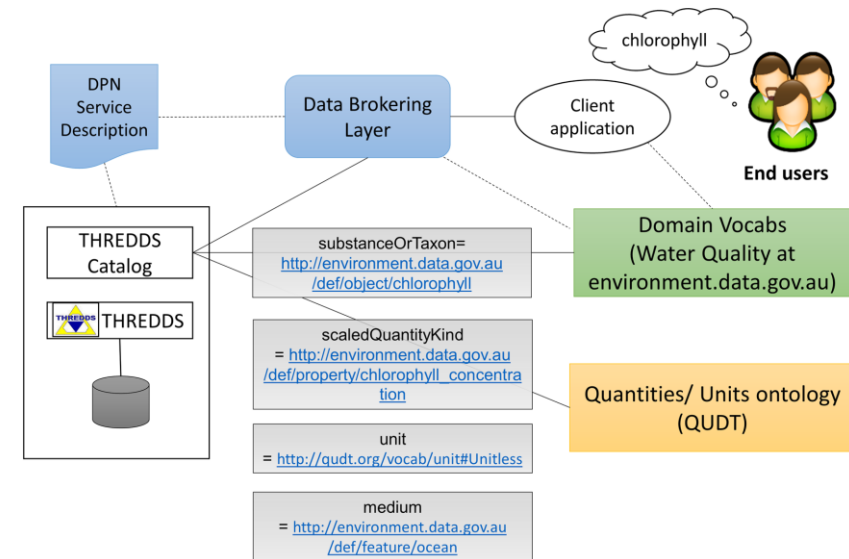 chlorophyll
DPN
Service
Description
Data Brokering
Layer
Client
application
End users
THREDDS
Catalog
THREDDS
THREDDS
substanceOrTaxon=
http://environment.data.gov.au
/def/object/chlorophyll
Domain Vocabs
(Water Quality at
environment.data.gov.au)
scaledQuantityKind
= http://environment.data.gov.au
/def/property/chlorophyll_concentra
tion
Quantities/ Units ontology
(QUDT)
unit
= http://qudt.org/vocab/unit#Unitless
medium
= http://environment.data.gov.au
/def/feature/ocean